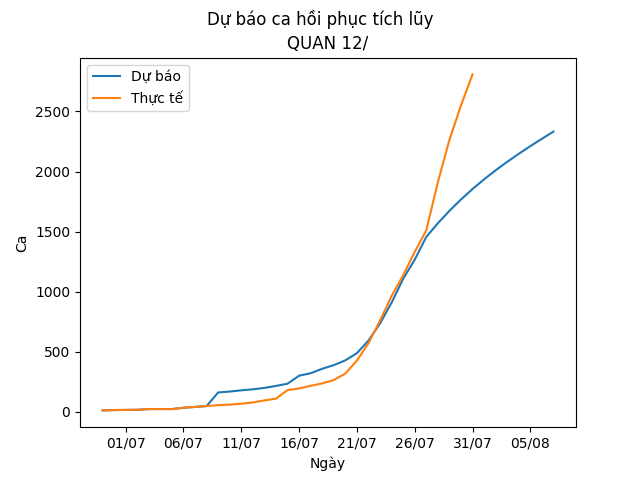 Dự báo ca hồi phục tích lũy
QUAN 12/
Dự báo
Thực tế
2500
2000
1500
1000
500
0
Ca
01/07 06/07 11/07 16/07 21/07 26/07 31/07 05/08
Ngày